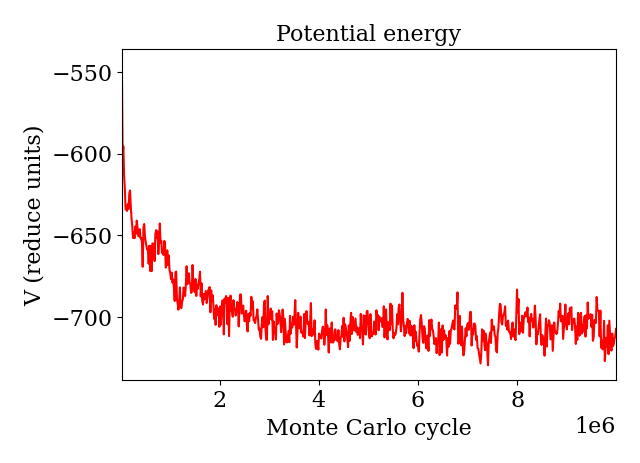 Potential energy
V (reduce units)
−550
−600
−650
−700
2 4 6 8
1e6
Monte Carlo cycle